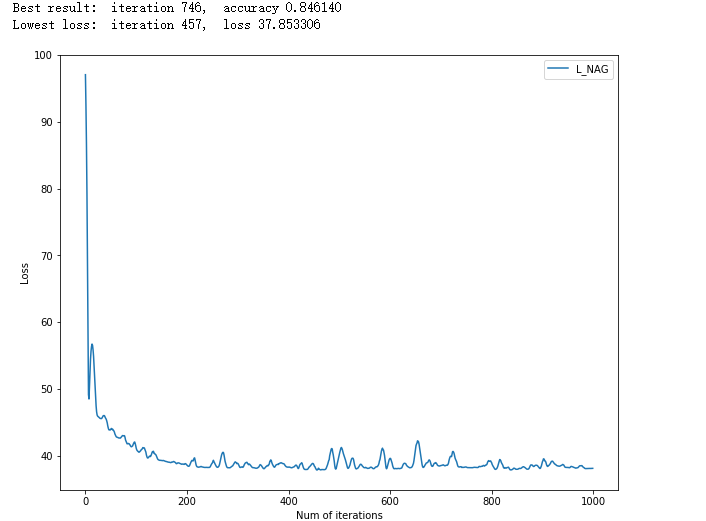 Best result: iteration 746, accuracy 0.846140
Lowest loss: iteration 457, loss 37.853306
L_NAG
100
90
80
70
60
50
40
Loss
0 200 400 600 800 1000
Num of iterations